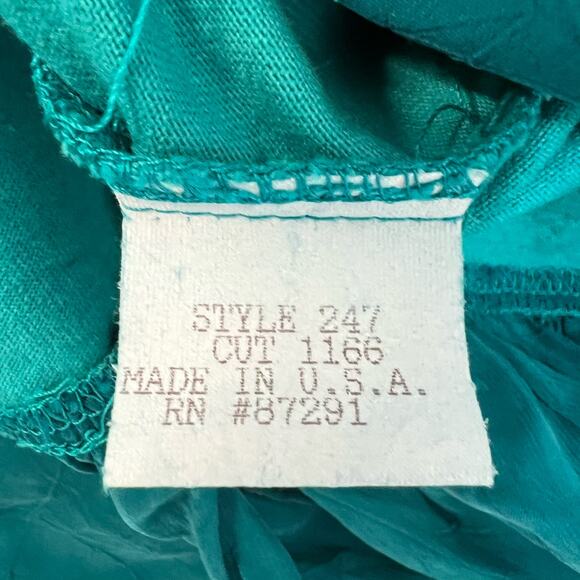 STYLE 247
CUT 1166
MADE IN U.S.A.
RN #87291